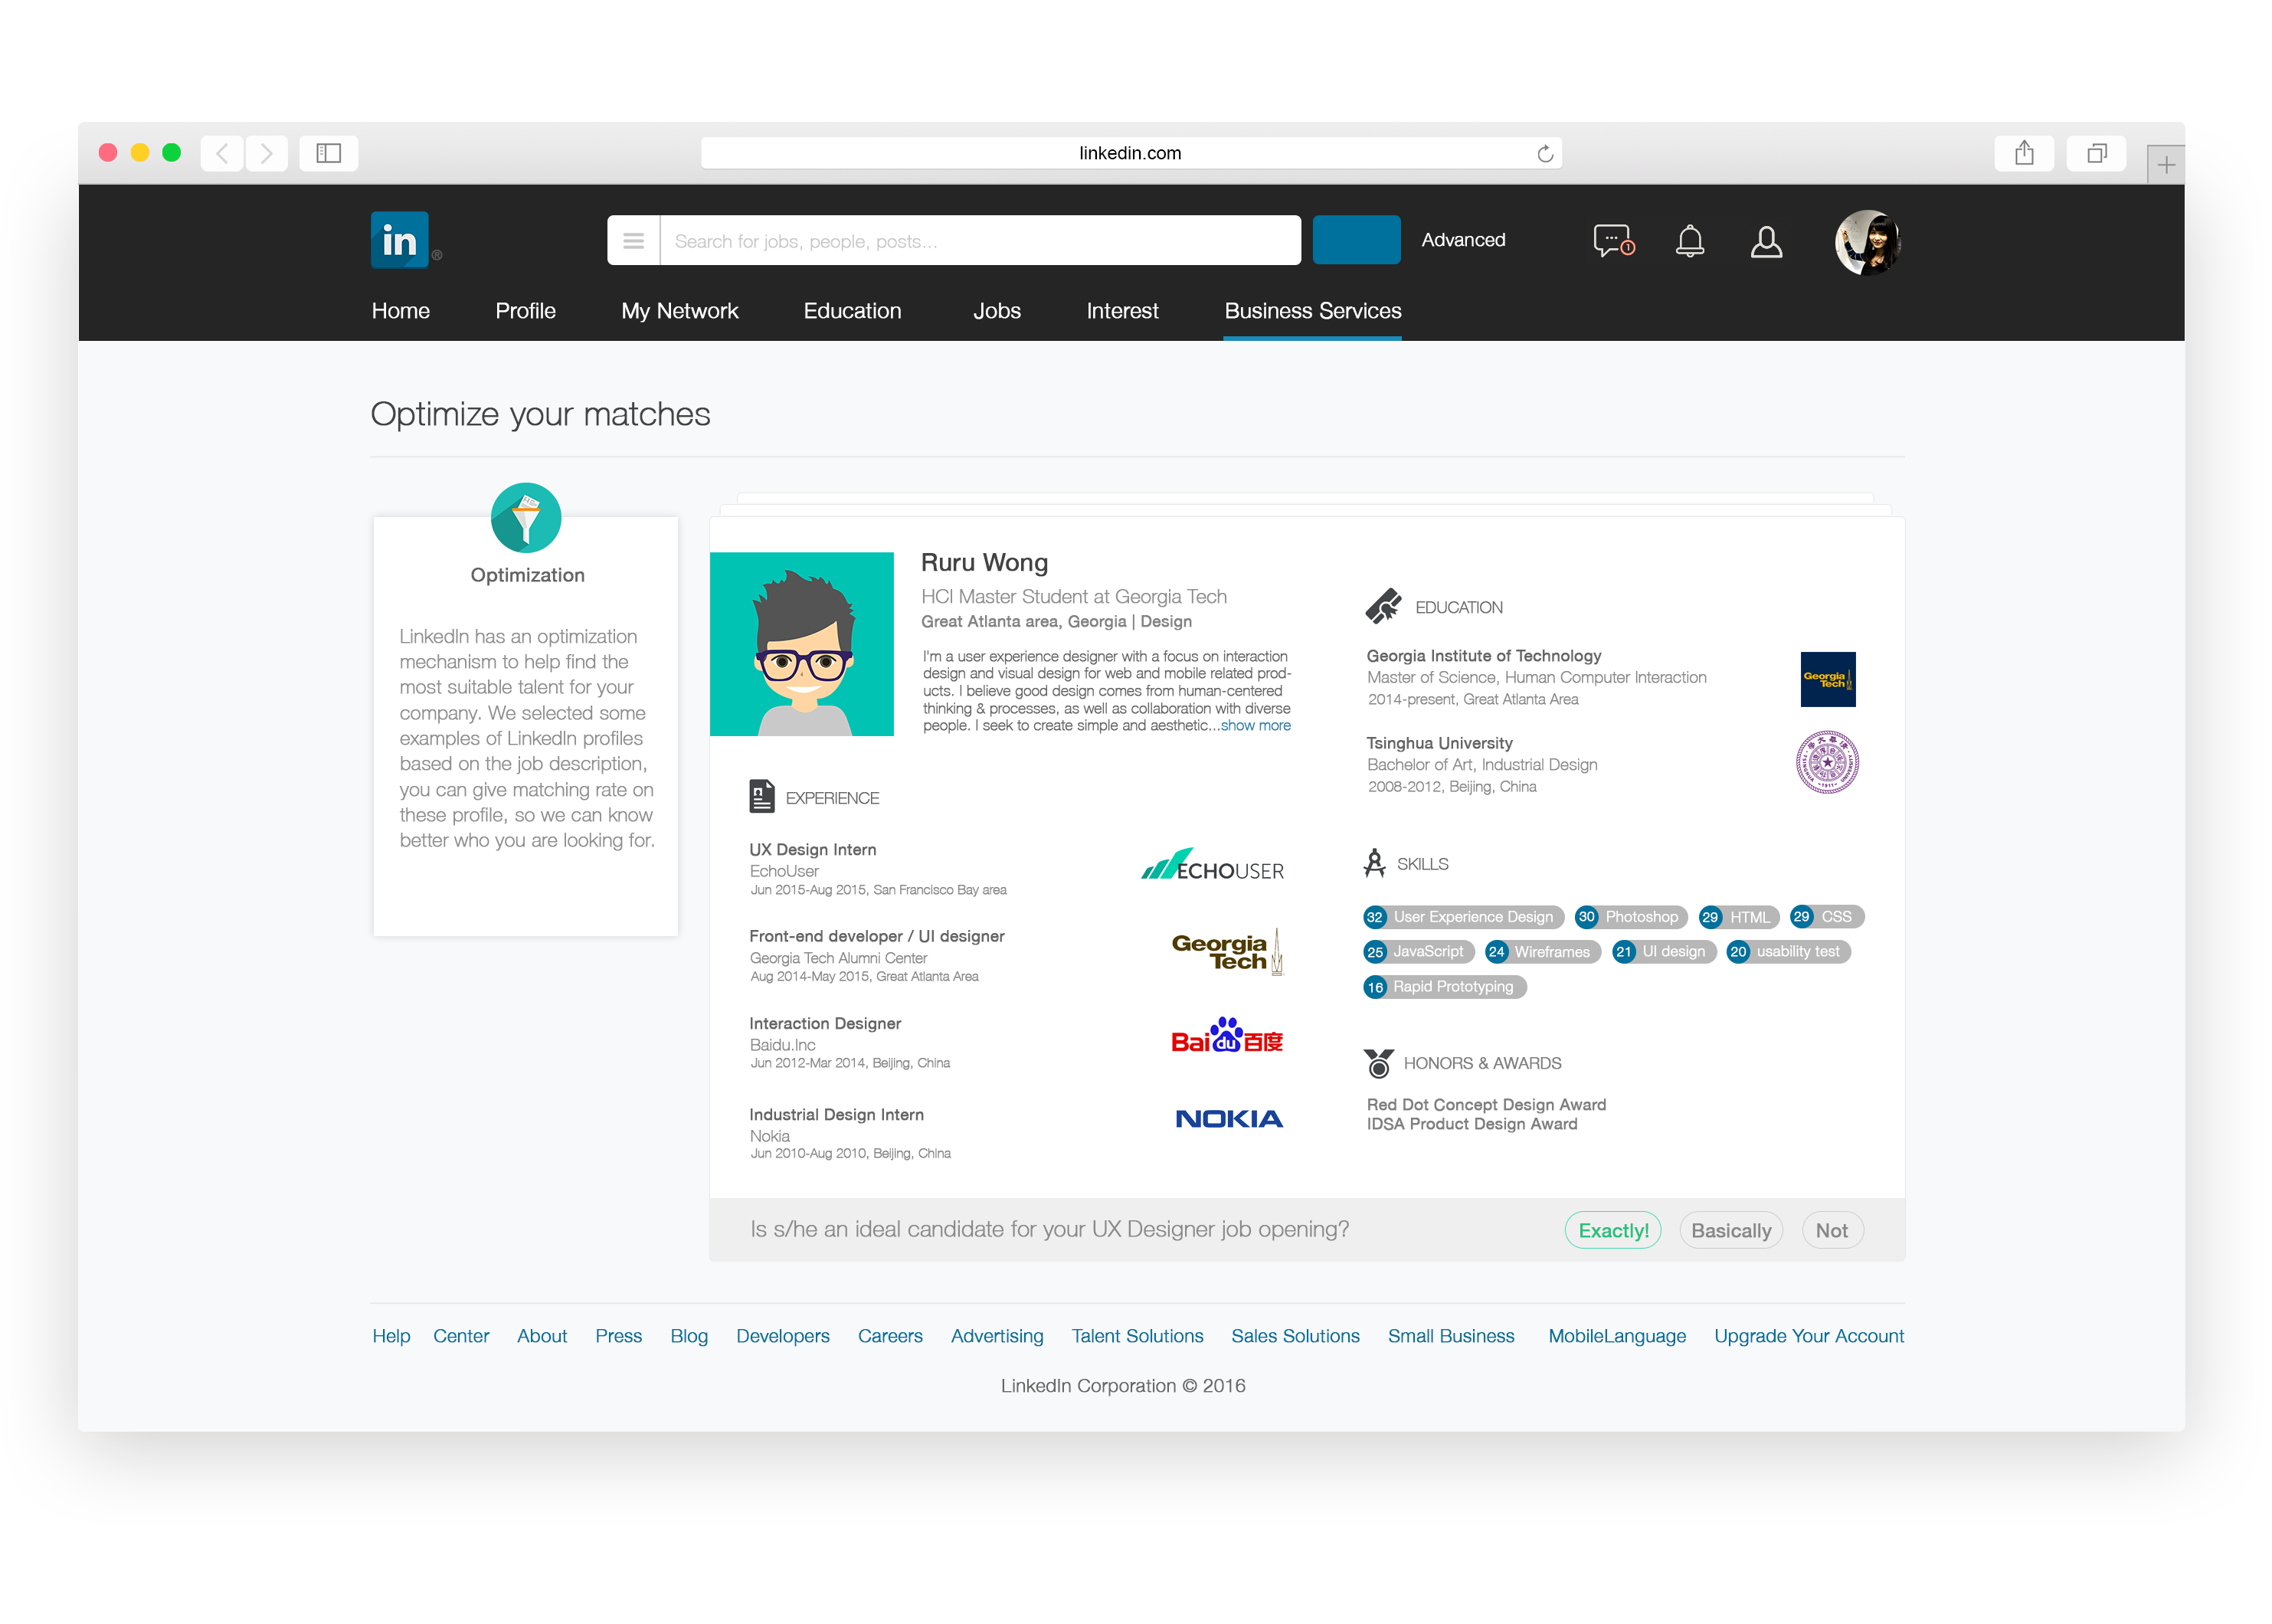 linkedin.com
in ®
Search for jobs, people, posts...
Advanced
1
Home Profile My Network Education Jobs Interest Business Services
Optimize your matches
Optimization
LinkedIn has an optimization
mechanism to help find the
most suitable talent for your
company. We selected some
examples of LinkedIn profiles
based on the job description,
you can give matching rate on
these profile, so we can know
better who you are looking for.
Ruru Wong
HCI Master Student at Georgia Tech
Great Atlanta area, Georgia | Design
I'm a user experience designer with a focus on interaction
design and visual design for web and mobile related prod-
ucts. I believe good design comes from human-centered
thinking & processes, as well as collaboration with diverse
people. I seek to create simple and aesthetic...show more
EXPERIENCE
UX Design Intern
EchoUser
Jun 2015-Aug 2015, San Francisco Bay area
ECHOUSER
Front-end developer / UI designer
Georgia Tech Alumni Center
Aug 2014-May 2015, Great Atlanta Area
Georgia
Tech
Interaction Designer
Baidu.Inc
Jun 2012-Mar 2014, Beijing, China
Baidu百度
Industrial Design Intern
Nokia
Jun 2010-Aug 2010, Beijing, China
NOKIA
EDUCATION
Georgia Institute of Technology
Master of Science, Human Computer Interaction
2014-present, Great Atlanta Area
Georgia
Tech
Tsinghua University
Bachelor of Art, Industrial Design
2008-2012, Beijing, China
SKILLS
32 User Experience Design 30 Photoshop 29 HTML 29 CSS
25 JavaScript 24 Wireframes 21 UI design 20 usability test
16 Rapid Prototyping
HONORS & AWARDS
Red Dot Concept Design Award
IDSA Product Design Award
Is s/he an ideal candidate for your UX Designer job opening?
Exactly! Basically Not
Help Center About Press Blog Developers Careers Advertising Talent Solutions Sales Solutions Small Business MobileLanguage Upgrade Your Account
LinkedIn Corporation © 2016